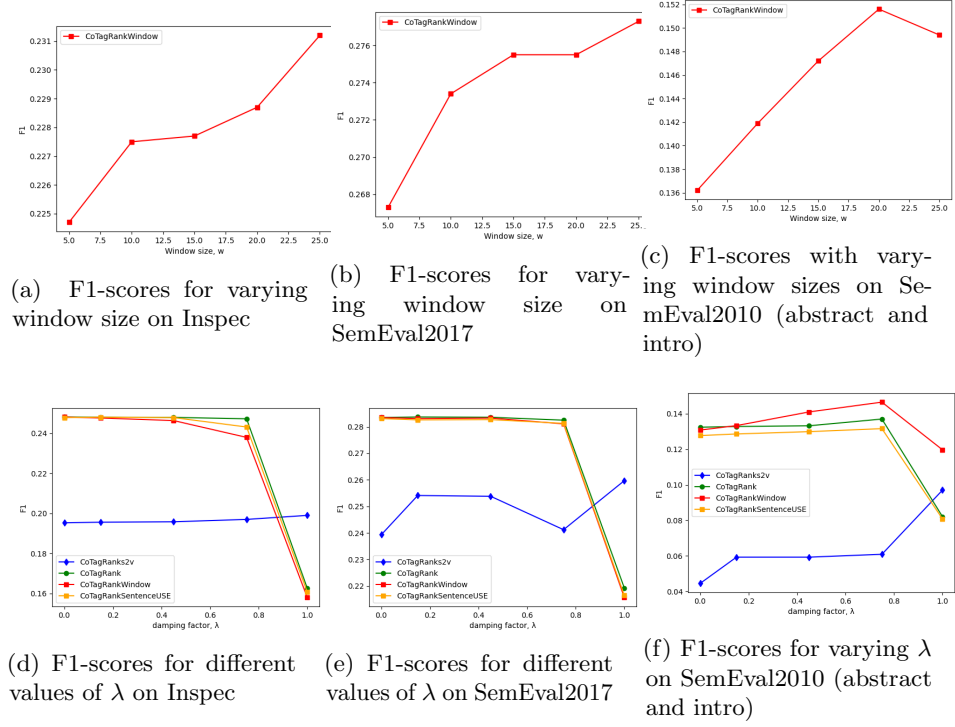 CoTagRankWindow
F1
0.231
0.230
0.229
0.228
0.227
0.226
0.225
5.0 7.5 10.0 12.5 15.0 17.5 20.0 22.5 25.0
Window size, w
(a) F1-scores for varying
window size on Inspec
CoTagRankWindow
F1
0.276
0.274
0.272
0.270
0.268
5.0 7.5 10.0 12.5 15.0 17.5 20.0 22.5 25.
Window size, w
(b) F1-scores for vary-
ing window size on
SemEval2017
CoTagRankWindow
F1
0.152
0.150
0.148
0.146
0.144
0.142
0.140
0.138
0.136
5.0 7.5 10.0 12.5 15.0 17.5 20.0 22.5 25.0
Window size, w
(c) F1-scores with vary-
ing window sizes on Se-
mEval2010 (abstract and
intro)
F1
0.24
0.22
0.20
0.18
0.16
CoTagRanks2v
CoTagRank
CoTagRankWindow
CoTagRankSentenceUSE
0.0 0.2 0.4 0.6 0.8 1.0
damping factor, λ
(d) F1-scores for different
values of λ on Inspec
F1
0.28
0.27
0.26
0.25
0.24
0.23
0.22
CoTagRanks2v
CoTagRank
CoTagRankWindow
CoTagRankSentenceUSE
0.0 0.2 0.4 0.6 0.8 1.0
damping factor, λ
(e) F1-scores for different
values of λ on SemEval2017
F1
0.14
0.12
0.10
0.08
0.06
0.04
CoTagRanks2v
CoTagRank
CoTagRankWindow
CoTagRankSentenceUSE
0.0 0.2 0.4 0.6 0.8 1.0
damping factor, λ
(f) F1-scores for varying λ
on SemEval2010 (abstract
and intro)